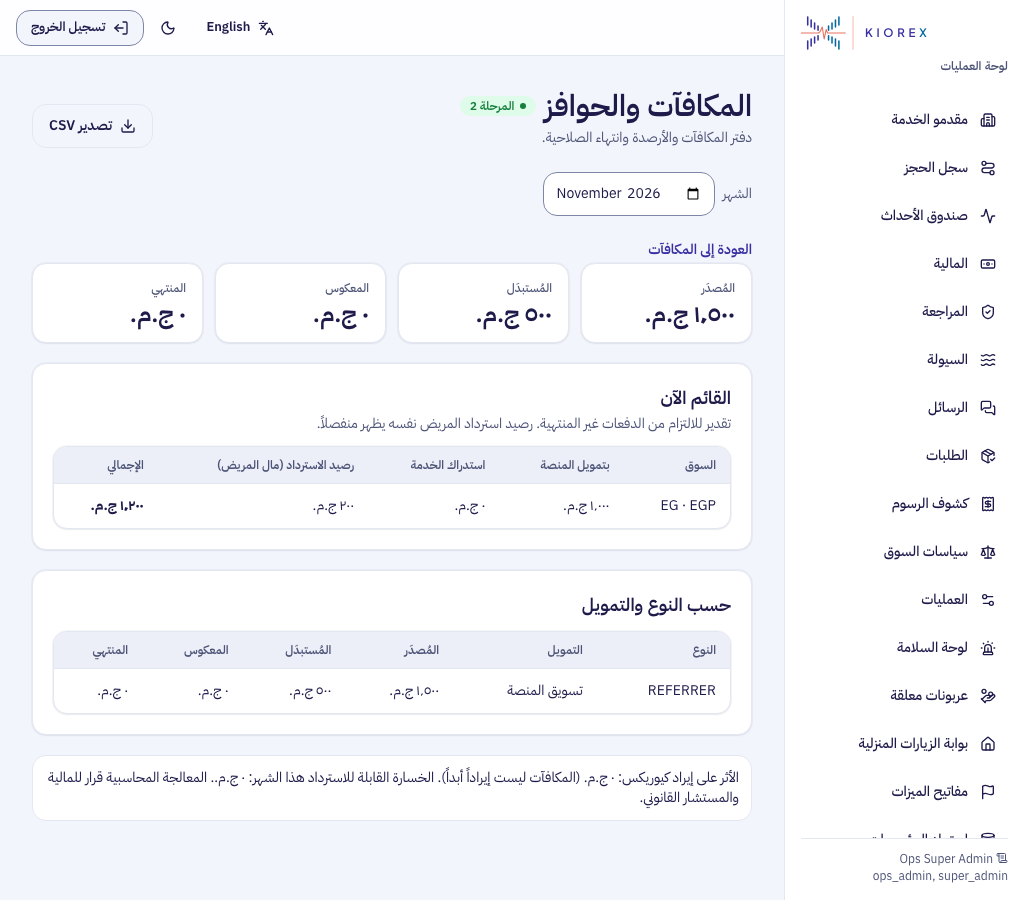 KIOREX
لوحة العمليات
مقدمو الخدمة
سجل الحجز
صندوق الأحداث
المالية
المراجعة
السيولة
الرسائل
الطلبات
كشوف الرسوم
سياسات السوق
العمليات
لوحة السلامة
عربونات معلقة
بوابة الزيارات المنزلية
مفاتيح الميزات
Ops Super Admin
ops_admin, super_admin
English
تسجيل الخروج
المكافآت والحوافز
المرحلة 2
دفتر المكافآت والأرصدة وانتهاء الصلاحية.
تصدير CSV
الشهر
November 2026
العودة إلى المكافآت
المُصدَر
١٬٥٠٠ ج.م.
المُستبدَل
٥٠٠ ج.م.
المعكوس
٠ ج.م.
المنتهي
٠ ج.م.
القائم الآن
تقدير للالتزام من الدفعات غير المنتهية. رصيد استرداد المريض نفسه يظهر منفصلاً.
السوق بتمويل المنصة استدراك الخدمة رصيد الاسترداد (مال المريض) الإجمالي
EG · EGP ١٬٠٠٠ ج.م. ٠ ج.م. ٢٠٠ ج.م. ١٬٢٠٠ ج.م.
حسب النوع والتمويل
النوع التمويل المُصدَر المُستبدَل المعكوس المنتهي
REFERRER تسويق المنصة ١٬٥٠٠ ج.م. ٥٠٠ ج.م. ٠ ج.م. ٠ ج.م.
الأثر على إيراد كيوريكس: ٠ ج.م. (المكافآت ليست إيراداً أبداً). الخسارة القابلة للاسترداد هذا الشهر: ٠ ج.م.. المعالجة المحاسبية قرار للمالية
والمستشار القانوني.